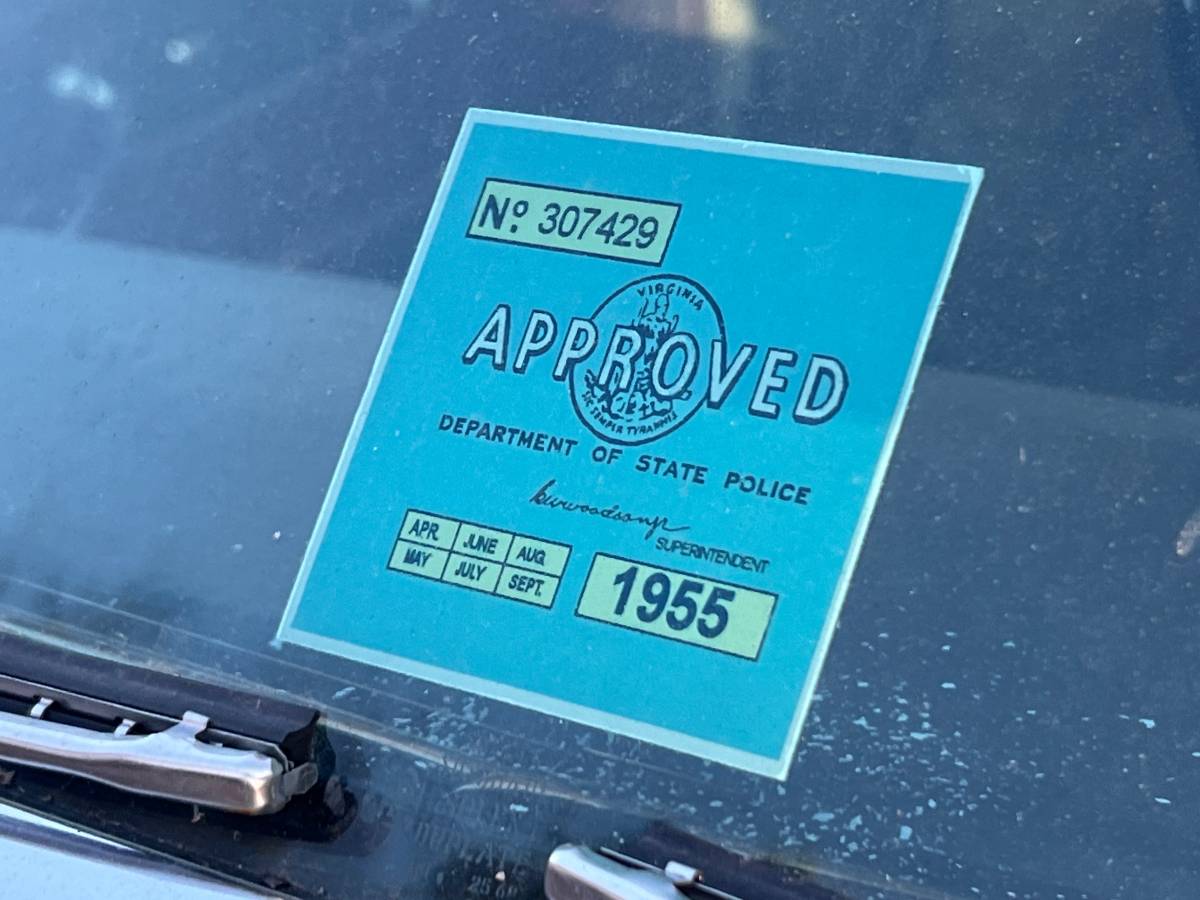 Nº 307429
VIRGINIA
APPROVED
SIC SEMPER TYRANNIS
DEPARTMENT OF STATE POLICE
SUPERINTENDENT
APR. JUNE AUG.
MAY JULY SEPT.
1955